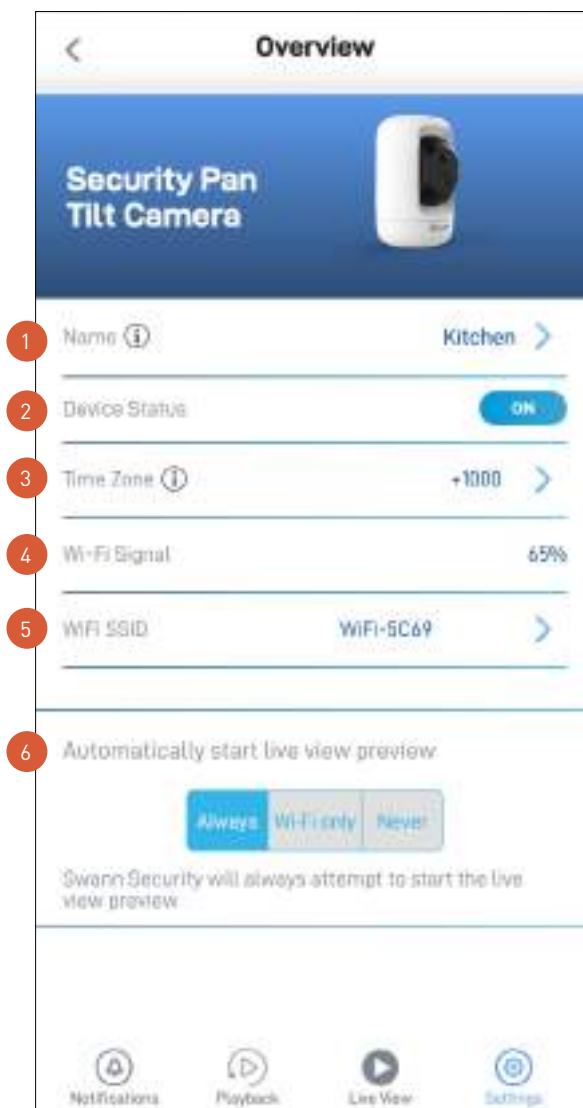 Overview
Security Pan
Tilt Camera
1 Name Kitchen
2 Device Status ON
3 Time Zone +1000
4 Wi-Fi Signal 65%
5 WiFi SSID WiFi-5C69
6 Automatically start live view preview
Always Wi-Fi only Never
Swann Security will always attempt to start the live
view preview
Notifications Playback Live View Settings